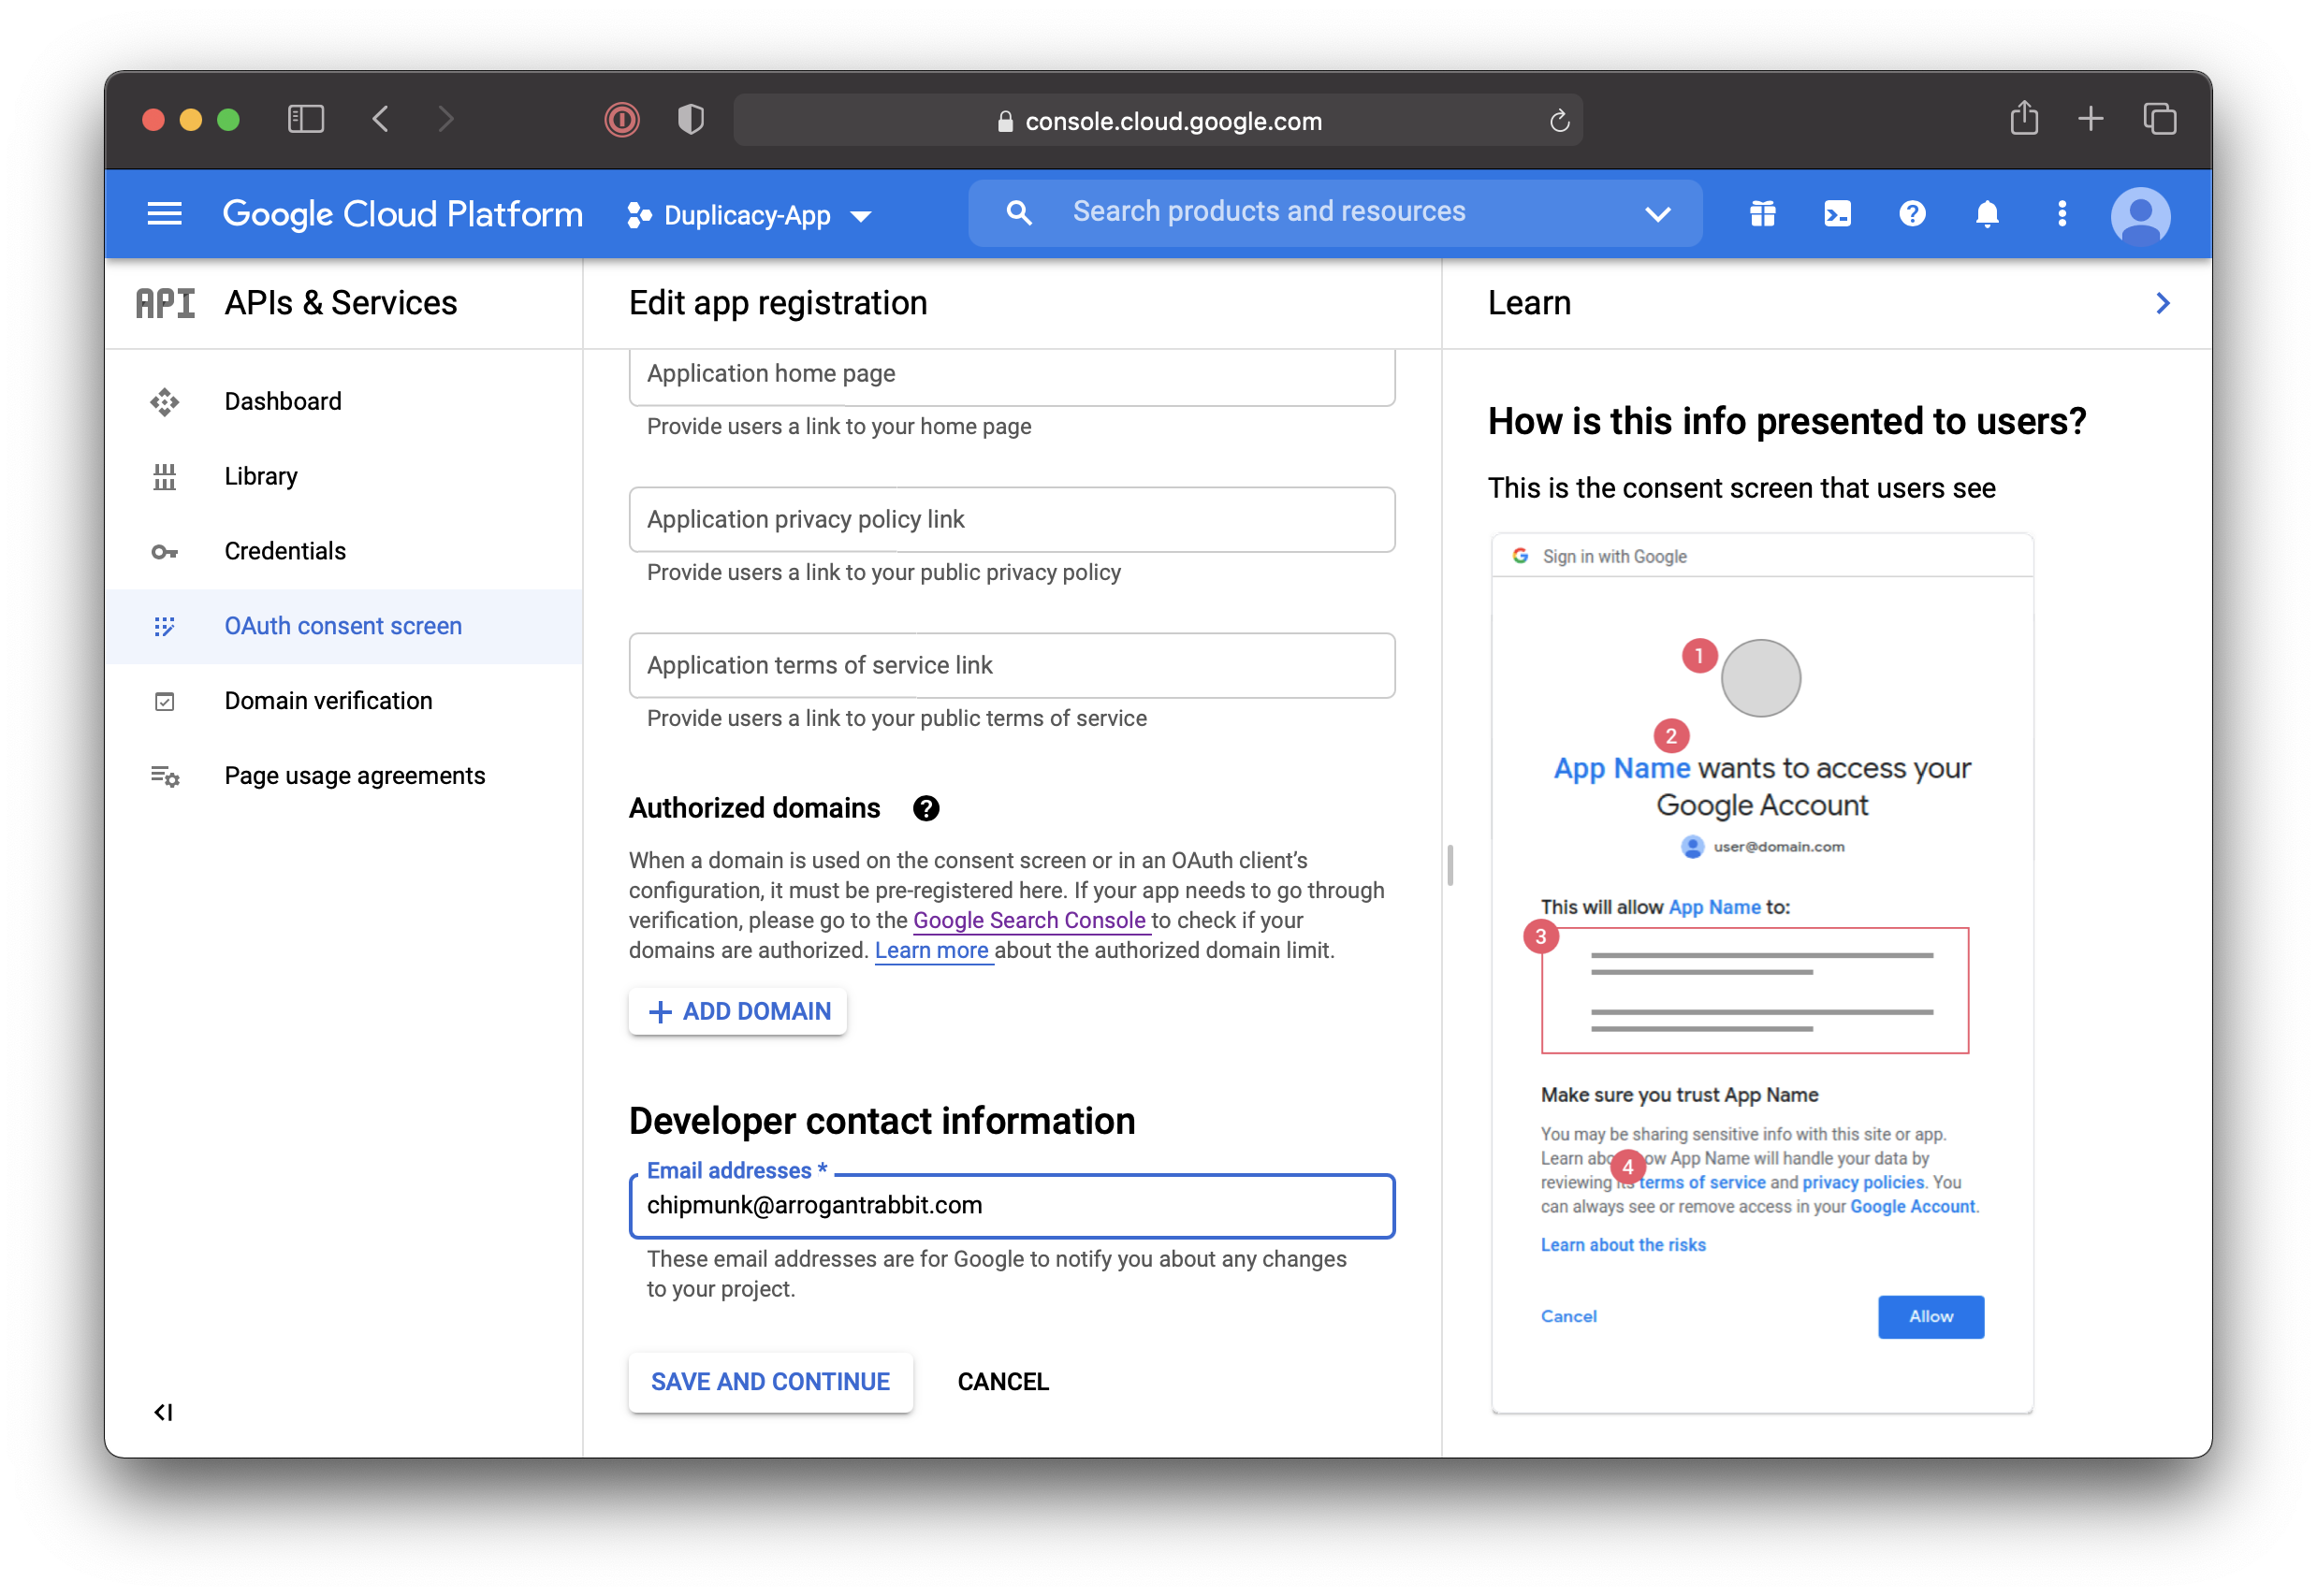 console.cloud.google.com
Google Cloud Platform
Duplicacy-App
Search products and resources
API
APIs & Services
Dashboard
Library
Credentials
OAuth consent screen
Domain verification
Page usage agreements
Edit app registration
Application home page
Provide users a link to your home page
Application privacy policy link
Provide users a link to your public privacy policy
Application terms of service link
Provide users a link to your public terms of service
Authorized domains
When a domain is used on the consent screen or in an OAuth client's
configuration, it must be pre-registered here. If your app needs to go through
verification, please go to the Google Search Console to check if your
domains are authorized. Learn more about the authorized domain limit.
ADD DOMAIN
Developer contact information
Email addresses *
chipmunk@arrogantrabbit.com
These email addresses are for Google to notify you about any changes
to your project.
SAVE AND CONTINUE
CANCEL
Learn
How is this info presented to users?
This is the consent screen that users see
G Sign in with Google
1
2
App Name wants to access your
Google Account
user@domain.com
This will allow App Name to:
3
Make sure you trust App Name
You may be sharing sensitive info with this site or app.
Learn ow App Name will handle your data by
4
reviewing terms of service and privacy policies. You
can always see or remove access in your Google Account.
Learn about the risks
Cancel
Allow